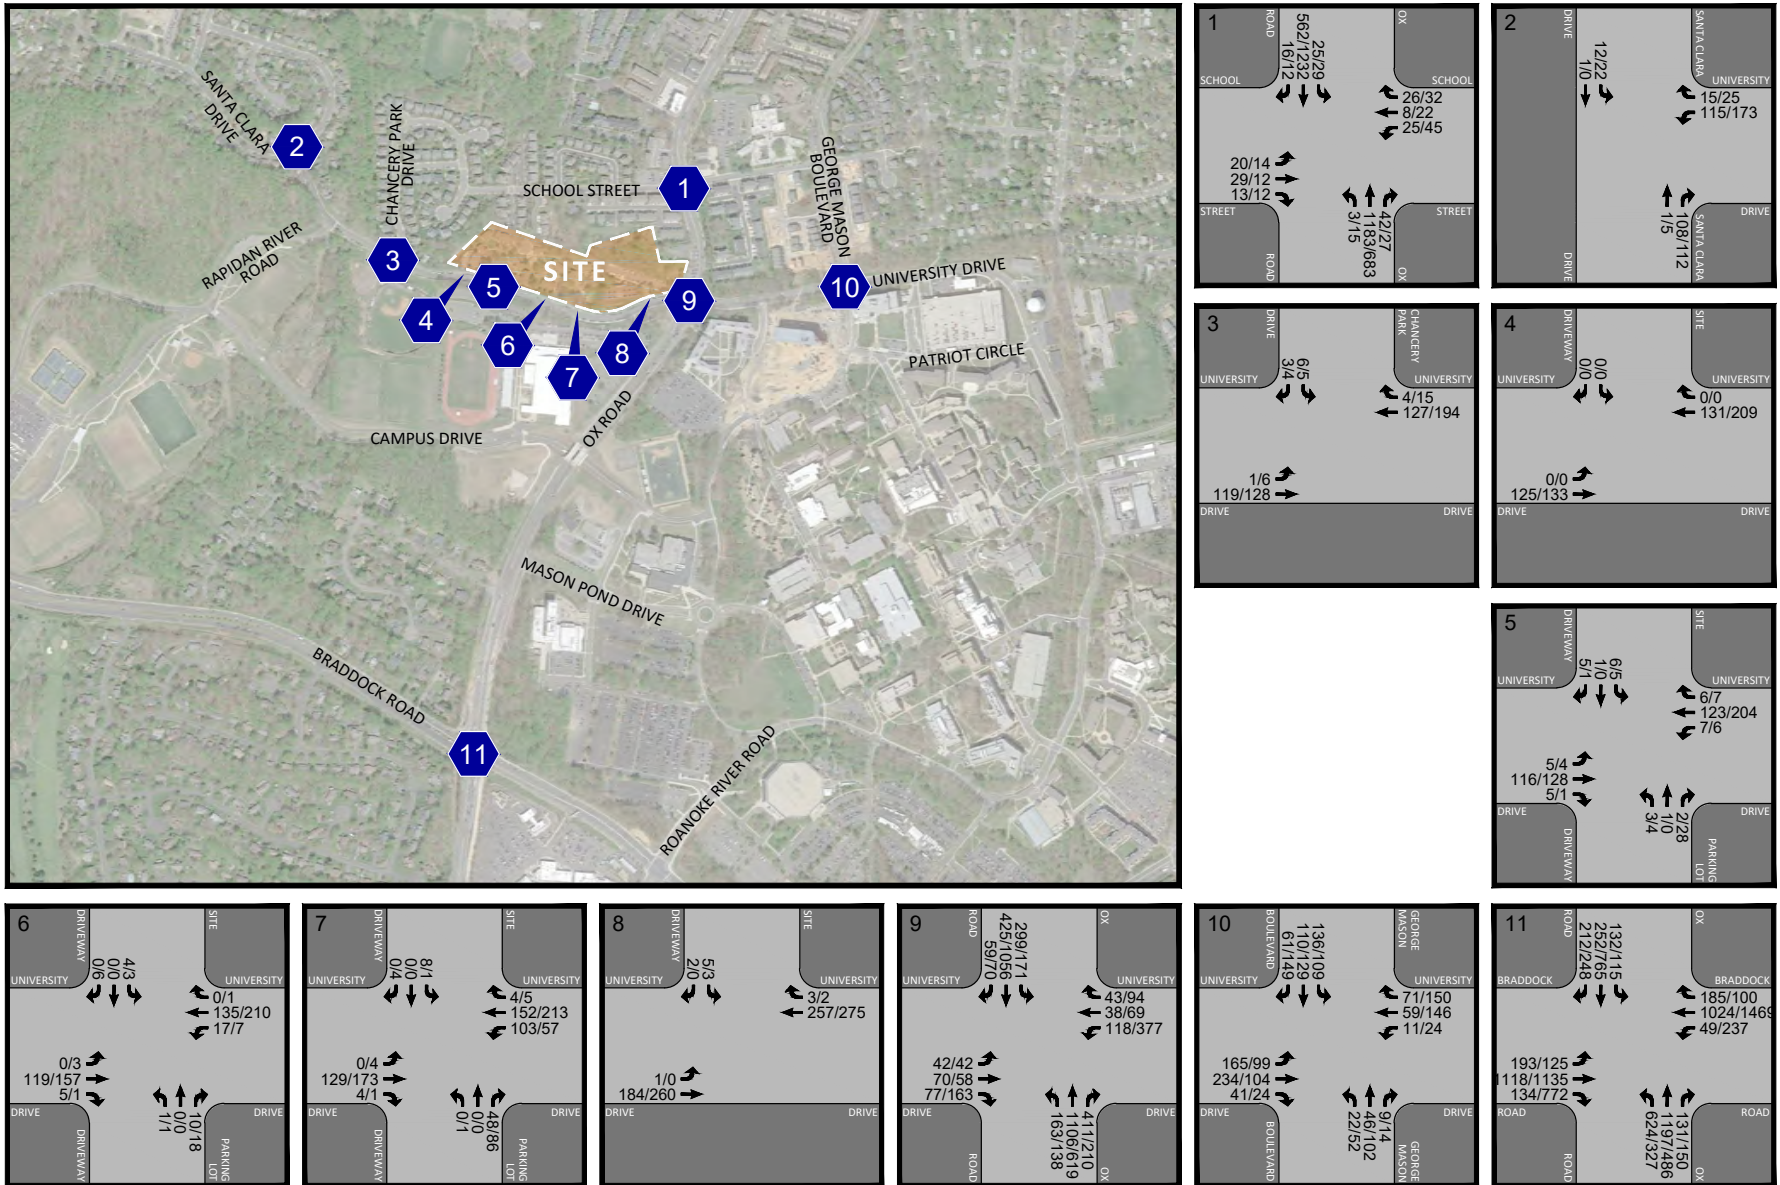 SANTA CLARA
DRIVE
2
CHANCERY PARK
DRIVE
SCHOOL STREET
1
GEORGE MASON
BOULEVARD
RAPIDAN RIVER
ROAD
3
SITE
UNIVERSITY DRIVE
4
5
6
7
8
9
10
PATRIOT CIRCLE
CAMPUS DRIVE
OX ROAD
MASON POND DRIVE
BRADDOCK ROAD
11
ROANOKE RIVER ROAD
1
ROAD
OX
SCHOOL
SCHOOL
16/12
562/1232
25/29
26/32
8/22
25/45
20/14
29/12
13/12
3/15
1183/683
42/27
STREET
STREET
ROAD
OX
2
DRIVE
SANTA CLARA
UNIVERSITY
1/0
12/22
15/25
115/173
1/5
108/112
DRIVE
DRIVE
SANTA CLARA
3
DRIVE
CHANCERY
PARK
UNIVERSITY
UNIVERSITY
3/4
6/5
4/15
127/194
1/6
119/128
DRIVE
DRIVE
4
DRIVEWAY
SITE
UNIVERSITY
UNIVERSITY
0/0
0/0
0/0
131/209
0/0
125/133
DRIVE
DRIVE
5
DRIVEWAY
SITE
UNIVERSITY
UNIVERSITY
5/1
1/0
6/5
6/7
123/204
7/6
5/4
116/128
5/1
3/4
1/0
2/28
DRIVE
DRIVE
DRIVEWAY
PARKING
LOT
6
DRIVEWAY
SITE
UNIVERSITY
UNIVERSITY
0/6
0/0
4/3
0/1
135/210
17/7
0/3
119/157
5/1
1/1
0/0
10/18
DRIVE
DRIVE
DRIVEWAY
PARKING
LOT
7
DRIVEWAY
SITE
UNIVERSITY
UNIVERSITY
0/4
0/0
8/1
4/5
152/213
103/57
0/4
129/173
4/1
0/1
0/0
48/86
DRIVE
DRIVE
DRIVEWAY
PARKING
LOT
8
DRIVEWAY
SITE
UNIVERSITY
UNIVERSITY
2/0
5/3
3/2
257/275
1/0
184/260
DRIVE
DRIVE
9
ROAD
OX
UNIVERSITY
UNIVERSITY
59/70
425/1056
299/171
43/94
38/69
118/377
42/42
70/58
77/163
163/138
1106/619
411/210
DRIVE
DRIVE
ROAD
OX
10
BOULEVARD
GEORGE
MASON
UNIVERSITY
UNIVERSITY
61/149
110/129
136/109
71/150
59/146
11/24
165/99
234/104
41/24
22/52
46/102
9/14
DRIVE
DRIVE
BOULEVARD
GEORGE
MASON
11
ROAD
OX
BRADDOCK
BRADDOCK
212/248
252/765
132/115
185/100
1024/1469
49/237
193/125
1118/1135
134/772
624/327
1197/486
131/150
ROAD
ROAD
ROAD
OX